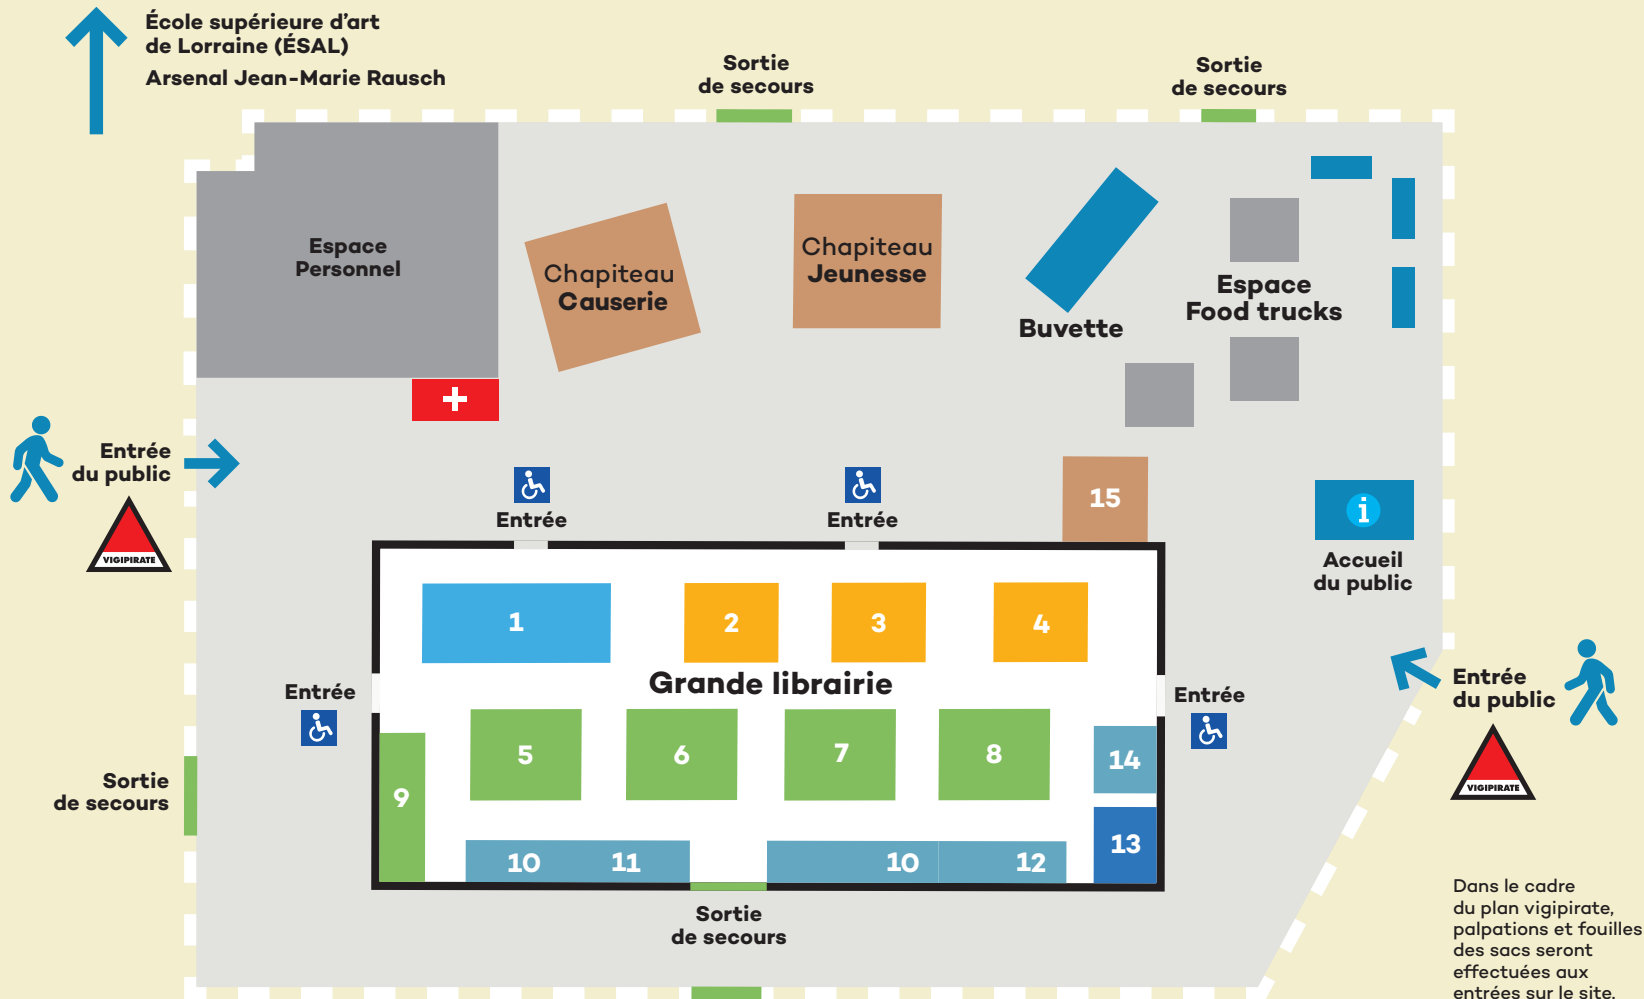 École supérieure d'art
de Lorraine (ÉSAL)
Arsenal Jean-Marie Rausch
Sortie
de secours
Sortie
de secours
Espace
Personnel
Chapiteau
Causerie
Chapiteau
Jeunesse
Buvette
Espace
Food trucks
Entrée
du public
VIGIPIRATE
Entrée
Entrée
15
i
Accueil
du public
1
2
3
4
Grande librairie
Entrée
Entrée
Entrée
du public
VIGIPIRATE
5
6
7
8
14
9
Sortie
de secours
10
11
10
12
13
Sortie
de secours
Dans le cadre
du plan vigipirate,
palpations et fouilles
des sacs seront
effectuées aux
entrées sur le site.